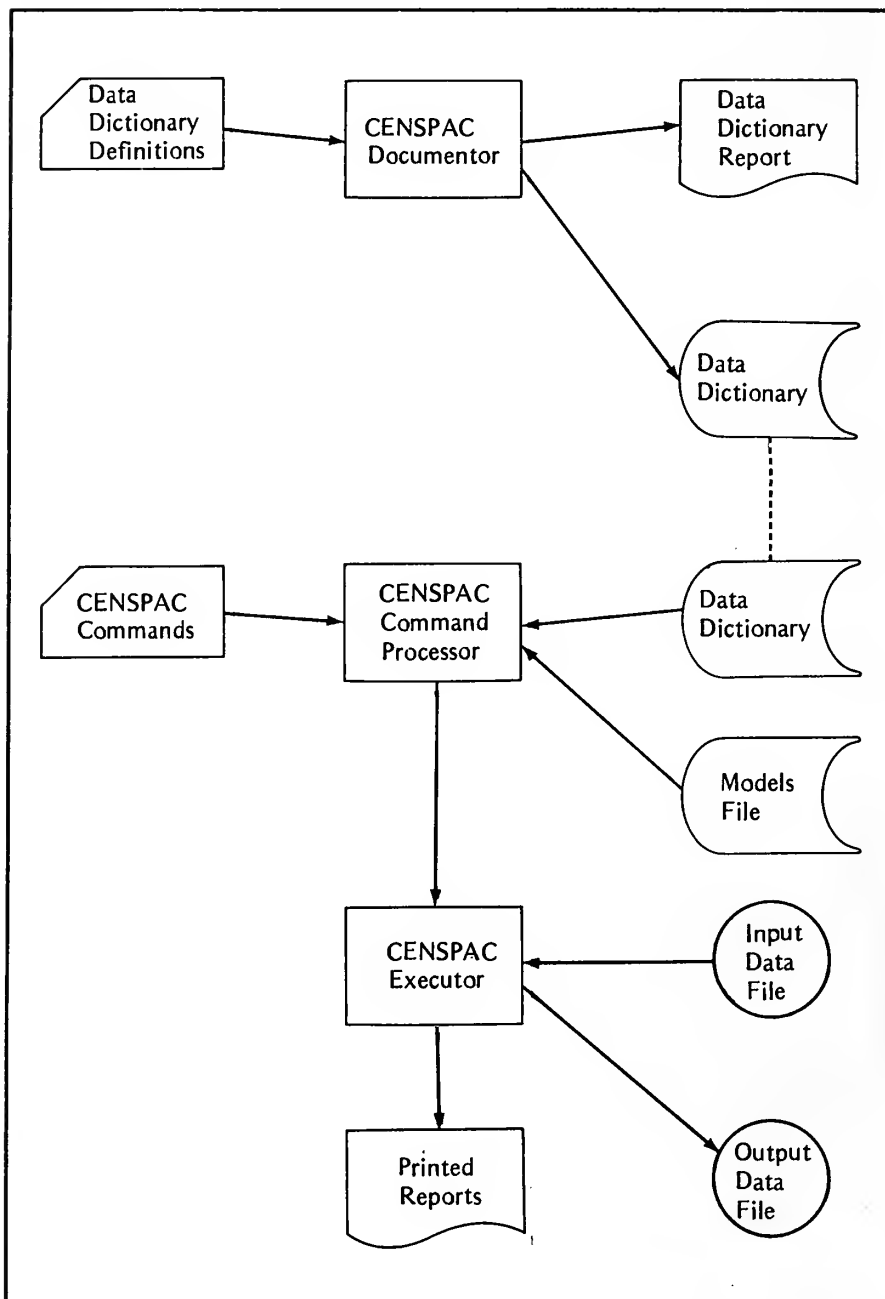 Data
Dictionary
Definitions
CENSPAC
Documentor
Data
Dictionary
Report
Data
Dictionary
CENSPAC
Commands
CENSPAC
Command
Processor
Data
Dictionary
Models
File
CENSPAC
Executor
Input
Data
File
Printed
Reports
Output
Data
File